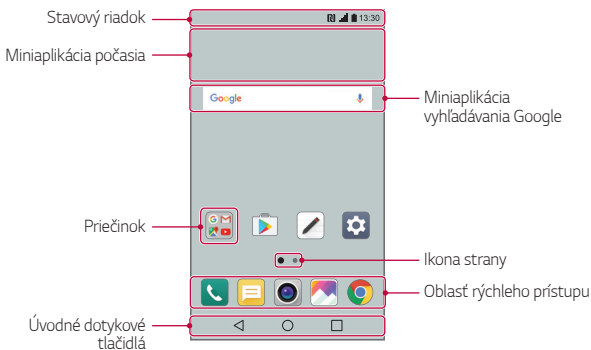 Stavový riadok
13:30
Miniaplikácia počasia
Google
Miniaplikácia
vyhľadávania Google
Priečinok
Ikona strany
Oblasť rýchleho prístupu
Úvodné dotykové
tlačidlá